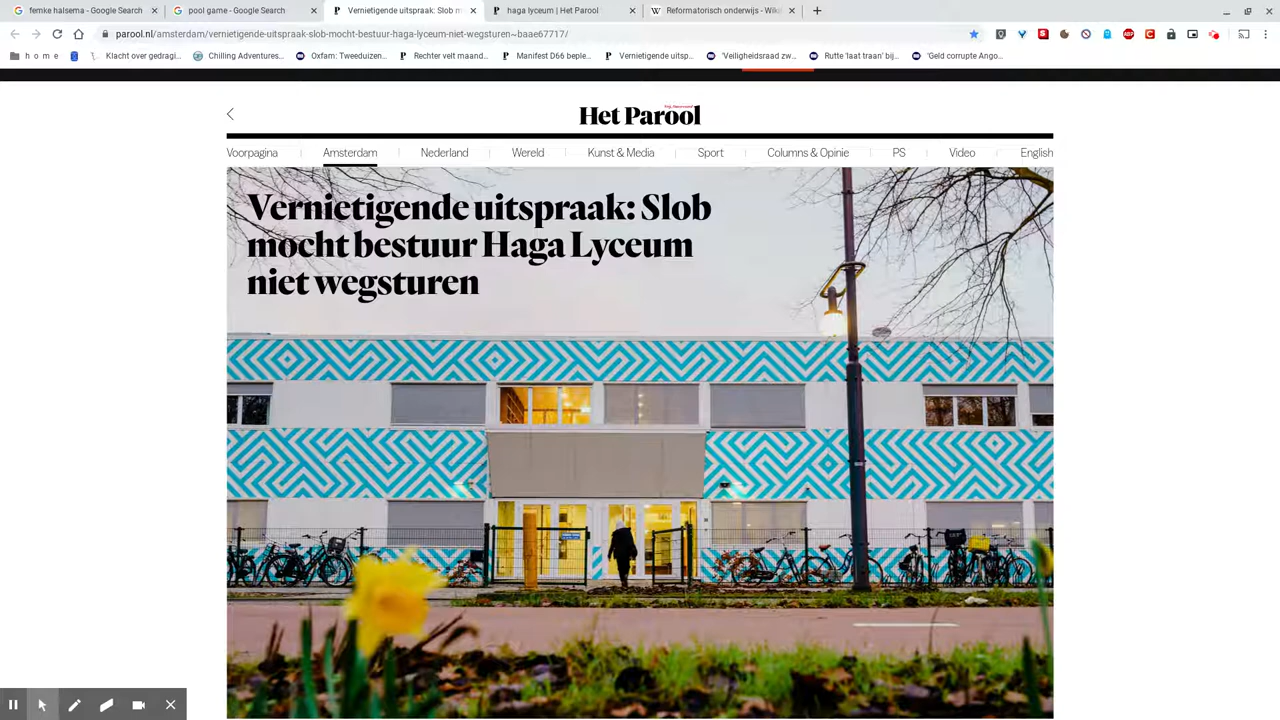 femke halsema - Google Search
pool game - Google Search
Vernietigende uitspraak: Slob m
haga lyceum | Het Parool
Reformatorisch onderwijs - Wiki
parool.nl/amsterdam/vernietigende-uitspraak-slob-mocht-bestuur-haga-lyceum-niet-wegsturen~baae67717/
h o m e
Klacht over gedragi...
Chilling Adventures...
Oxfam: Tweeduizen...
Rechter velt maand...
Manifest D66 beple...
Vernietigende uitsp...
'Veiligheidsraad zw...
Rutte 'laat traan' bij...
'Geld corrupte Ango...
Het Parool
Voorpagina
Amsterdam
Nederland
Wereld
Kunst & Media
Sport
Columns & Opinie
PS
Video
English
Vernietigende uitspraak: Slob
mocht bestuur Haga Lyceum
niet wegsturen